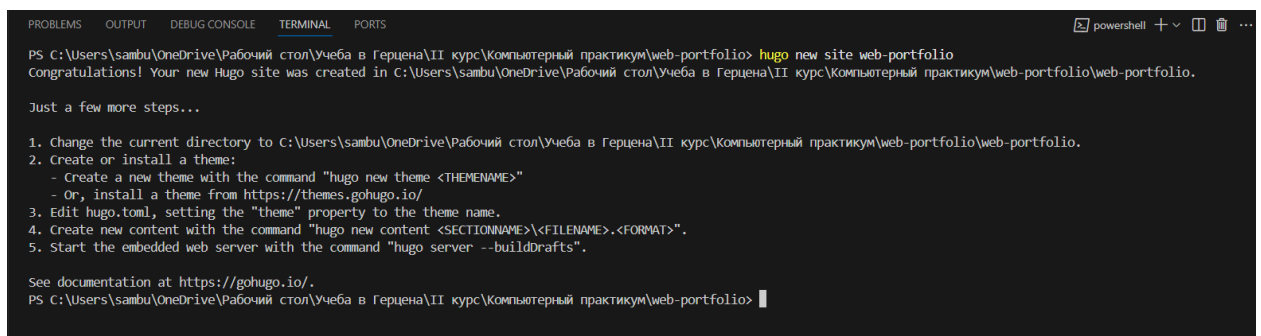 PROBLEMS OUTPUT DEBUG CONSOLE TERMINAL PORTS powershell
PS C:\Users\sambu\OneDrive\Рабочий стол\Учеба в Герцена\II курс\Компьютерный практикум\web-portfolio> hugo new site web-portfolio
Congratulations! Your new Hugo site was created in C:\Users\sambu\OneDrive\Рабочий стол\Учеба в Герцена\II курс\Компьютерный практикум\web-portfolio\web-portfolio.
Just a few more steps...
1. Change the current directory to C:\Users\sambu\OneDrive\Рабочий стол\Учеба в Герцена\II курс\Компьютерный практикум\web-portfolio\web-portfolio.
2. Create or install a theme:
- Create a new theme with the command "hugo new theme <THEMENAME>"
- Or, install a theme from https://themes.gohugo.io/
3. Edit hugo.toml, setting the "theme" property to the theme name.
4. Create new content with the command "hugo new content <SECTIONNAME>\<FILENAME>.<FORMAT>".
5. Start the embedded web server with the command "hugo server --buildDrafts".
See documentation at https://gohugo.io/.
PS C:\Users\sambu\OneDrive\Рабочий стол\Учеба в Герцена\II курс\Компьютерный практикум\web-portfolio>